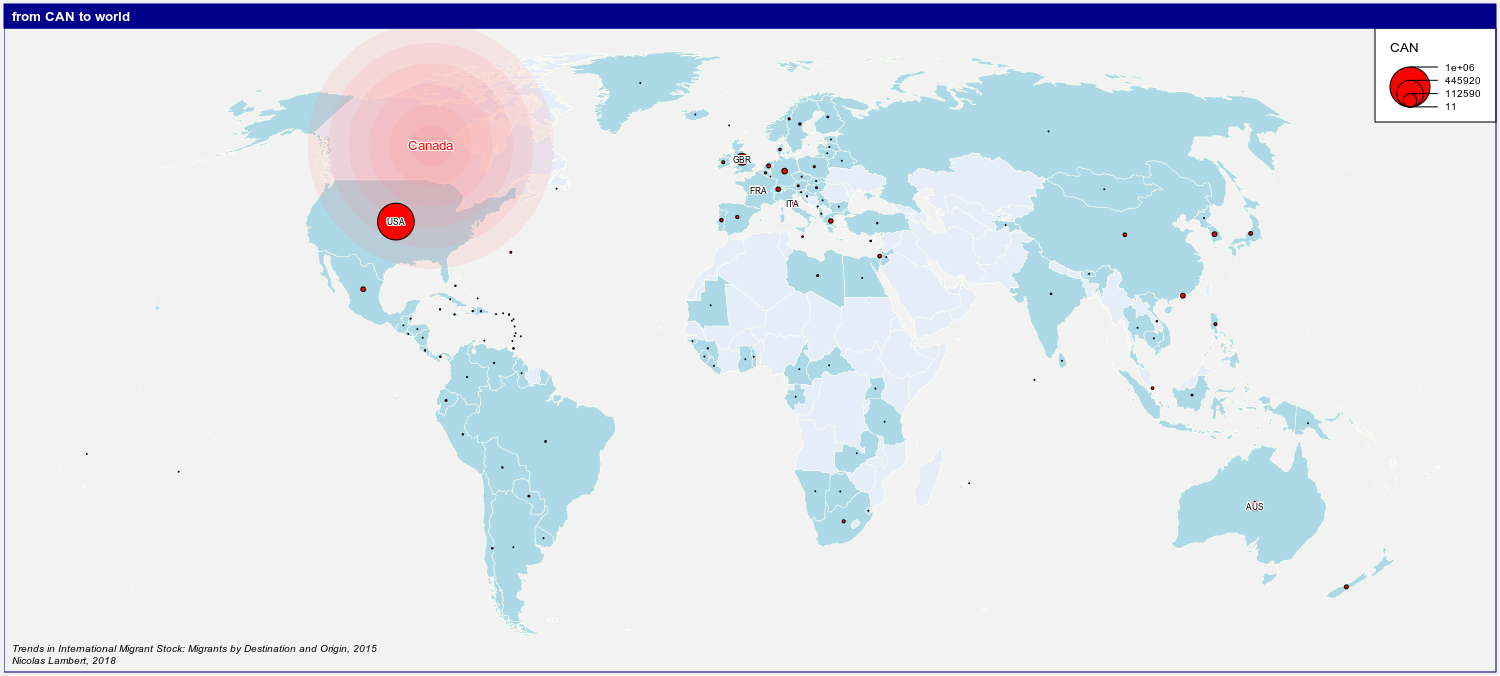 from CAN to world
CAN
1e+06
445920
112590
11
Canada
GBR
FRA
ITA
USA
AUS
Trends in International Migrant Stock: Migrants by Destination and Origin, 2015
Nicolas Lambert, 2018